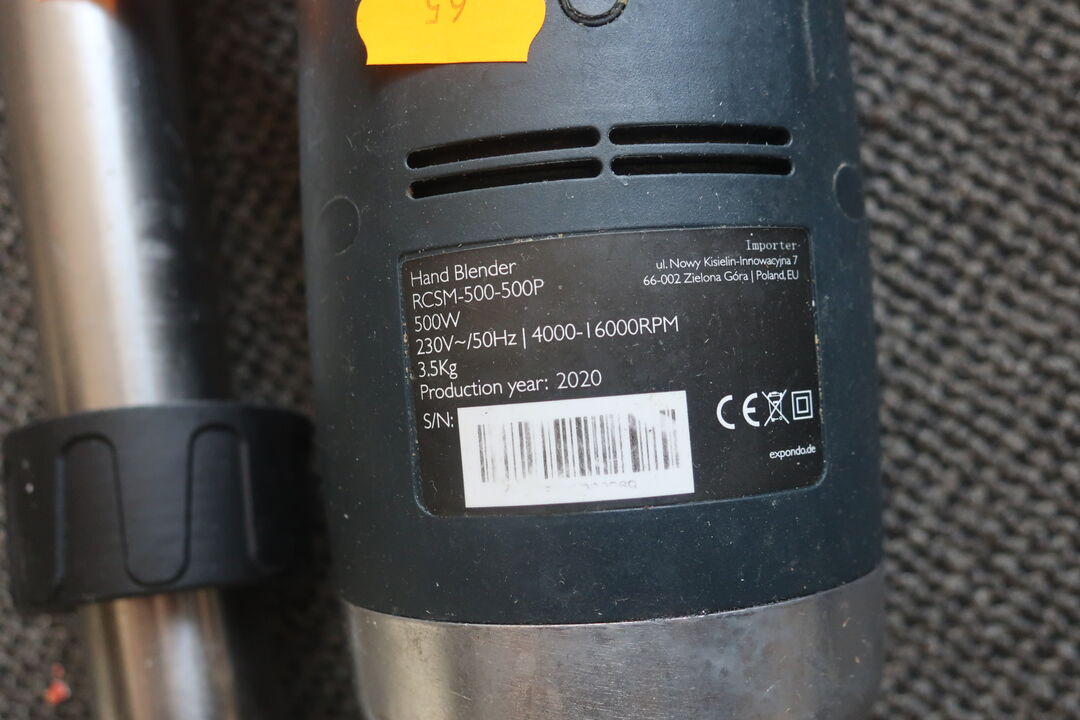 65
Hand Blender
RCSM-500-500P
500W
230V~/50Hz | 4000-16000RPM
3.5Kg
Production year: 2020
S/N:
Importer
ul. Nowy Kisielin-Innowacyjna 7
66-002 Zielona Góra | Poland, EU
CE
expondo.de